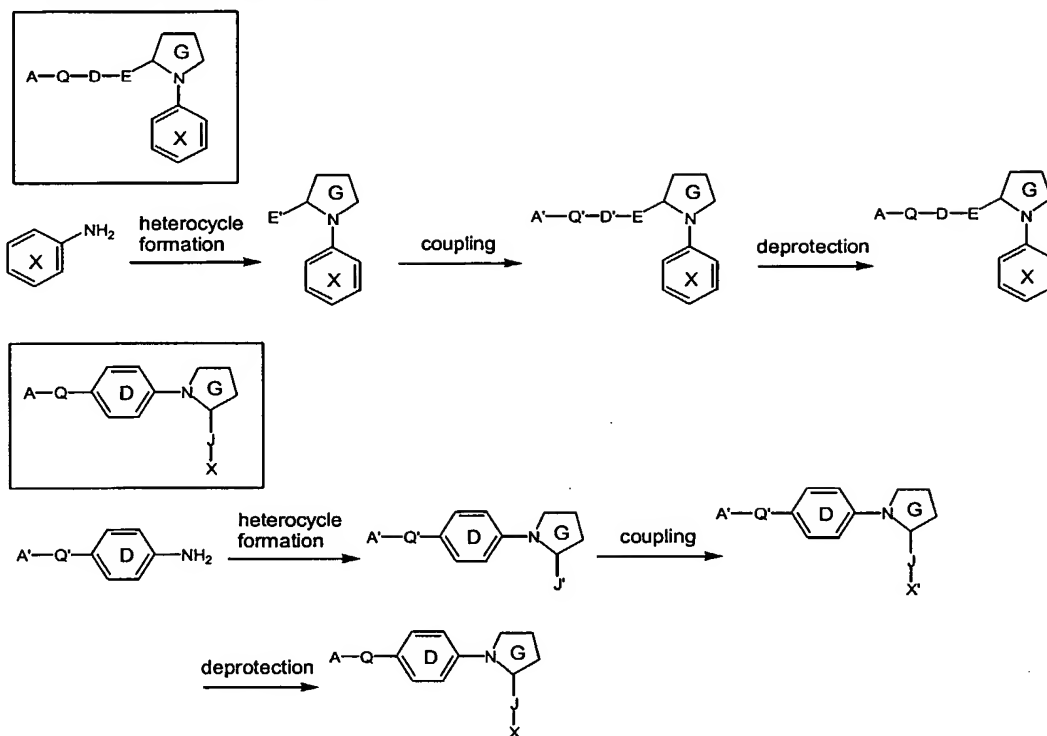 G
A—Q—D—E
N
X
NH2
X
heterocycle
formation
E'
G
N
X
coupling
A'—Q'—D'—E
G
N
X
deprotection
A—Q—D—E
G
N
X
A—Q
D
N
G
J
X
A'—Q'
D
NH2
heterocycle
formation
A'—Q'
D
N
G
J'
coupling
A'—Q'
D
N
G
J
X'
deprotection
A—Q
D
N
G
J
X